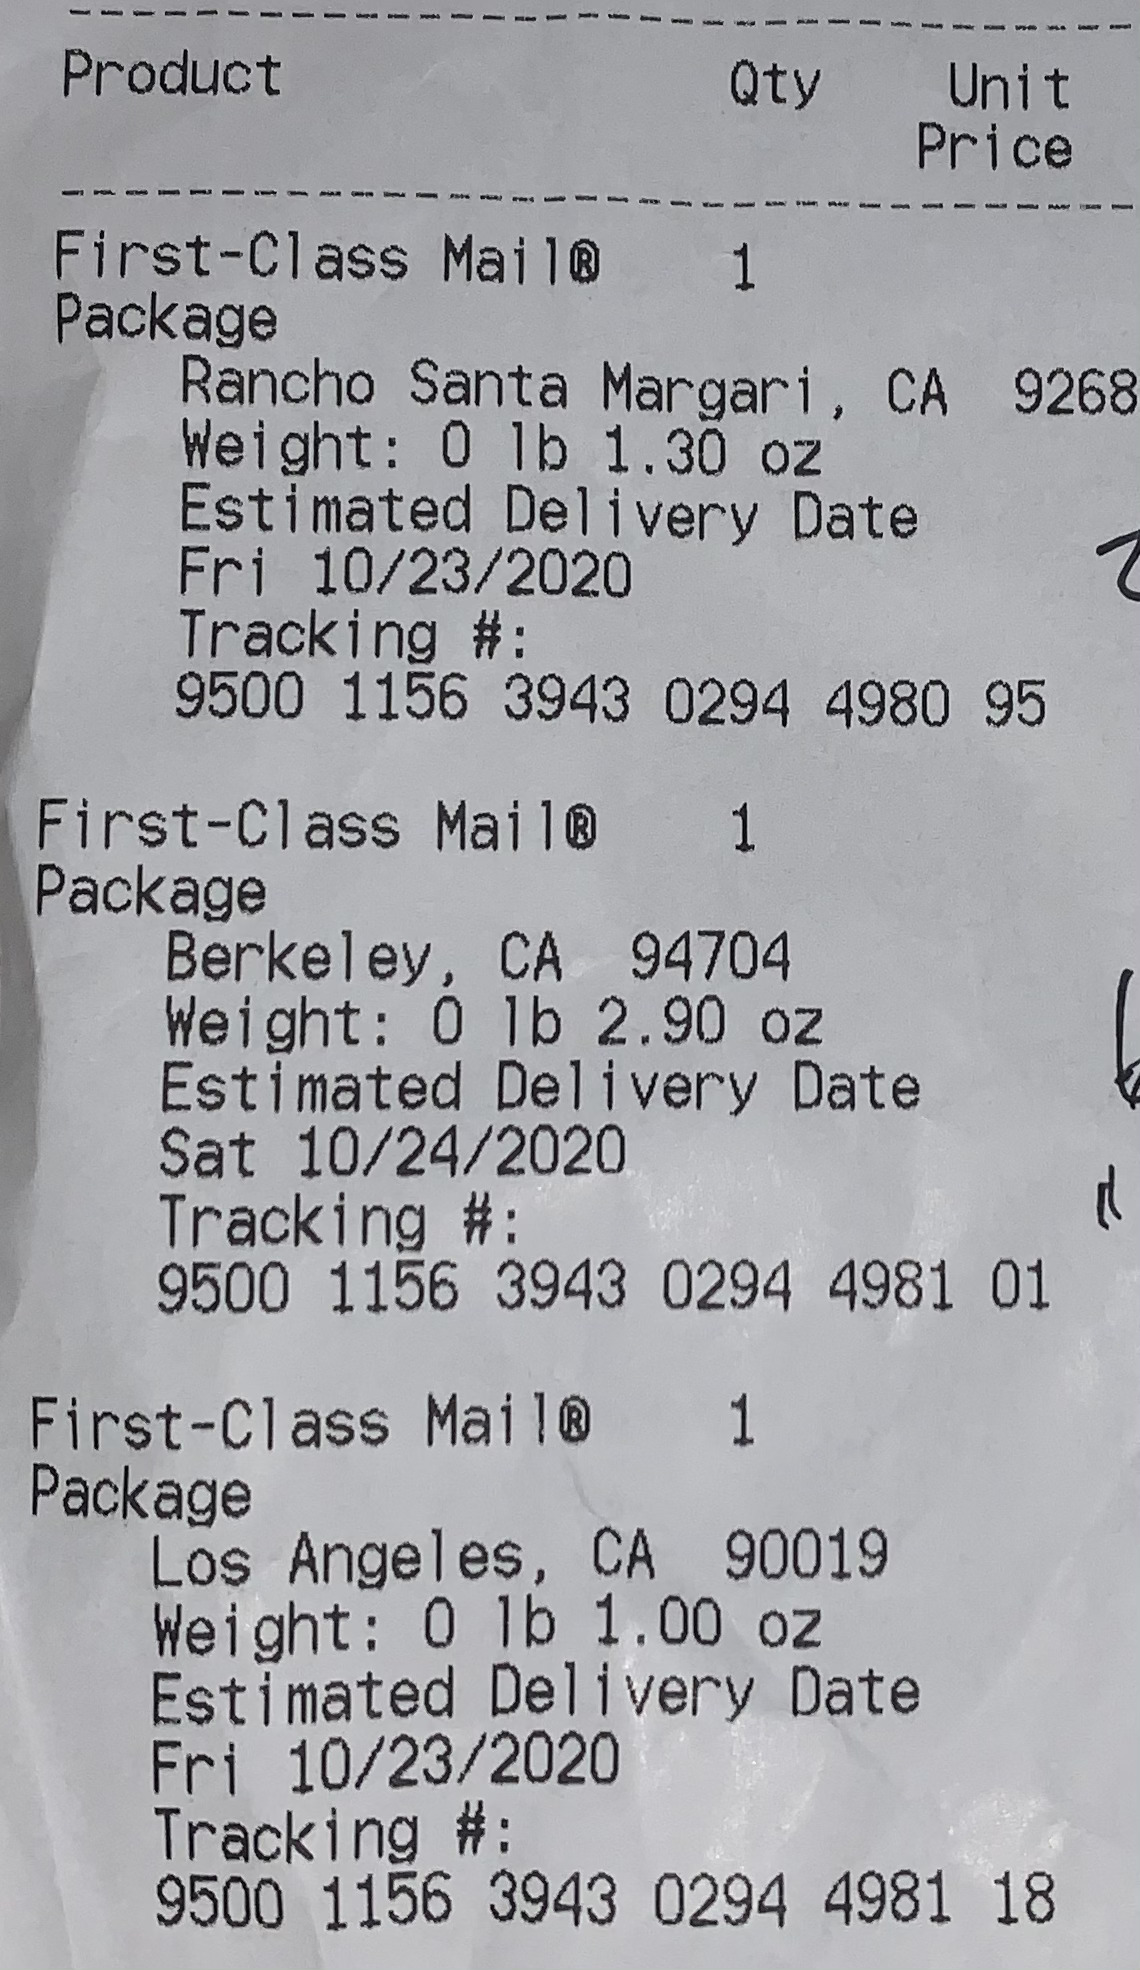 Product Qty Unit
Price
First-Class Mail® 1
Package
Rancho Santa Margari, CA 9268
Weight: 0 lb 1.30 oz
Estimated Delivery Date
Fri 10/23/2020
Tracking #:
9500 1156 3943 0294 4980 95
First-Class Mail® 1
Package
Berkeley, CA 94704
Weight: 0 lb 2.90 oz
Estimated Delivery Date
Sat 10/24/2020
Tracking #:
9500 1156 3943 0294 4981 01
First-Class Mail® 1
Package
Los Angeles, CA 90019
Weight: 0 lb 1.00 oz
Estimated Delivery Date
Fri 10/23/2020
Tracking #:
9500 1156 3943 0294 4981 18